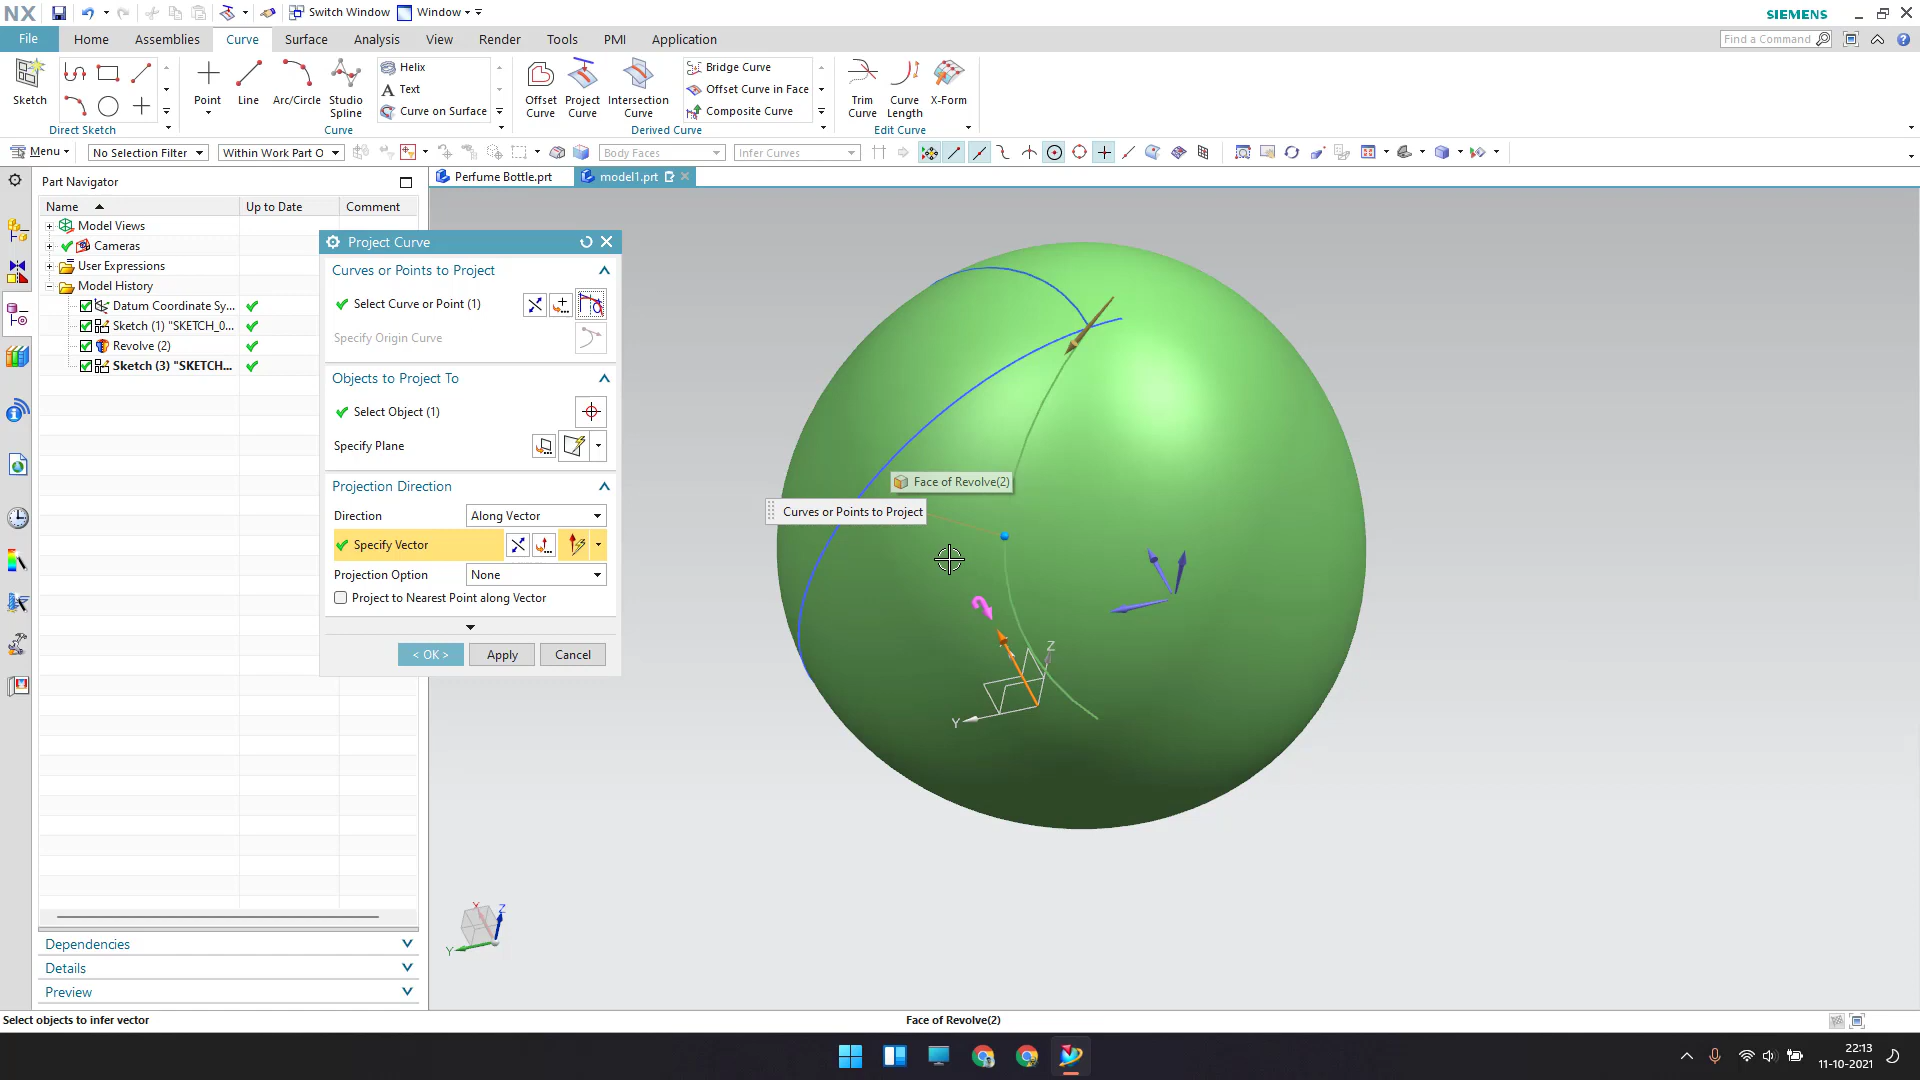 NX
Switch Window
Window
SIEMENS
File
Home
Assemblies
Curve
Surface
Analysis
View
Render
Tools
PMI
Application
Find a Command
Sketch
Point
Line
Arc/Circle
Studio Spline
Helix
Text
Curve on Surface
Offset Curve
Project Curve
Intersection Curve
Bridge Curve
Offset Curve in Face
Composite Curve
Trim Curve
Curve Length
X-Form
Direct Sketch
Curve
Derived Curve
Edit Curve
Menu
No Selection Filter
Within Work Part O
Body Faces
Infer Curves
Part Navigator
Perfume Bottle.prt
model1.prt
Name
Up to Date
Comment
Model Views
Cameras
User Expressions
Model History
Datum Coordinate Sy...
Sketch (1) "SKETCH_0...
Revolve (2)
Sketch (3) "SKETCH...
Project Curve
Curves or Points to Project
Select Curve or Point (1)
Specify Origin Curve
Objects to Project To
Select Object (1)
Specify Plane
Projection Direction
Direction
Along Vector
Specify Vector
Projection Option
None
Project to Nearest Point along Vector
< OK >
Apply
Cancel
Face of Revolve(2)
Curves or Points to Project
Z
Y
X
Z
Y
Dependencies
Details
Preview
Select objects to infer vector
Face of Revolve(2)
22:13
11-10-2021